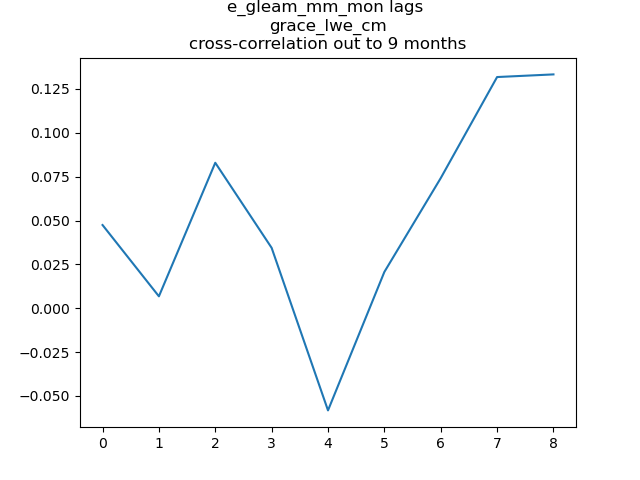 e_gleam_mm_mon lags
grace_lwe_cm
cross-correlation out to 9 months
0.125
0.100
0.075
0.050
0.025
0.000
−0.025
−0.050
0 1 2 3 4 5 6 7 8